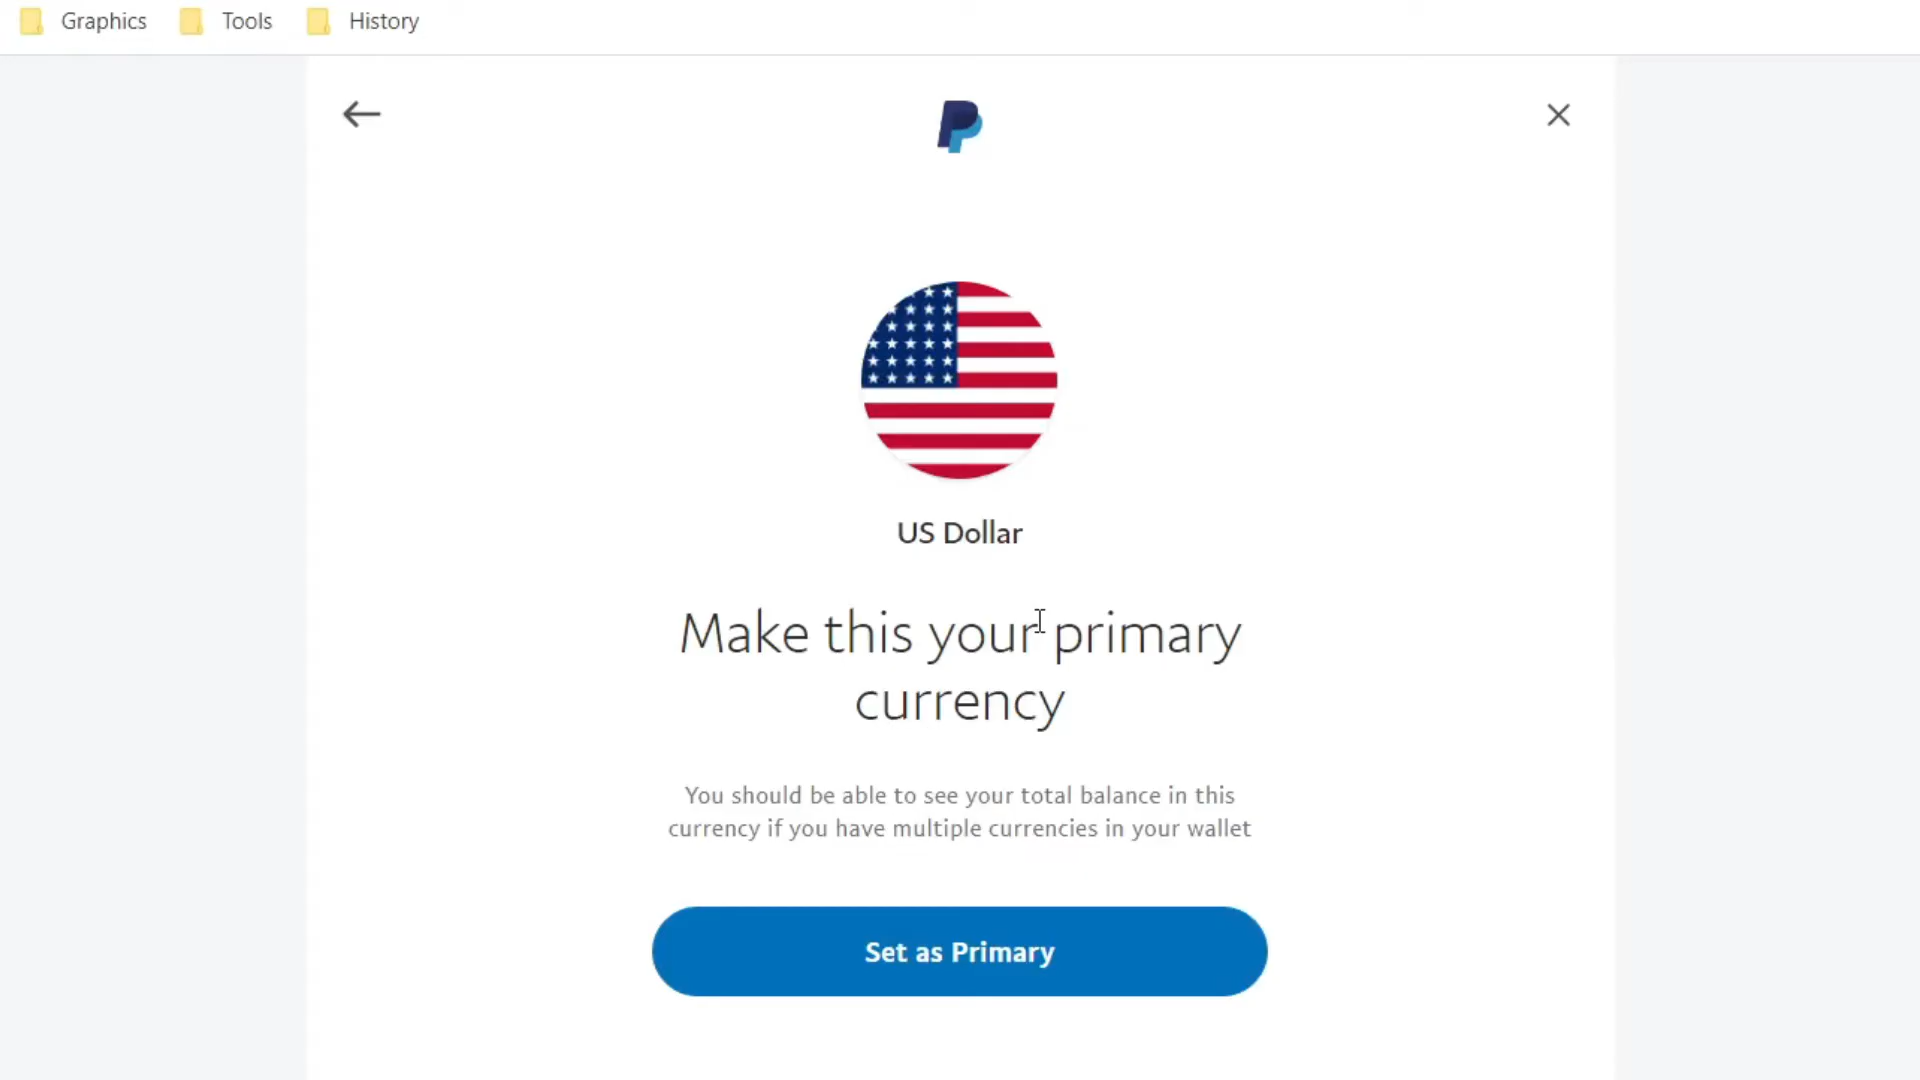 Graphics Tools History
US Dollar
Make this your primary
currency
You should be able to see your total balance in this
currency if you have multiple currencies in your wallet
Set as Primary